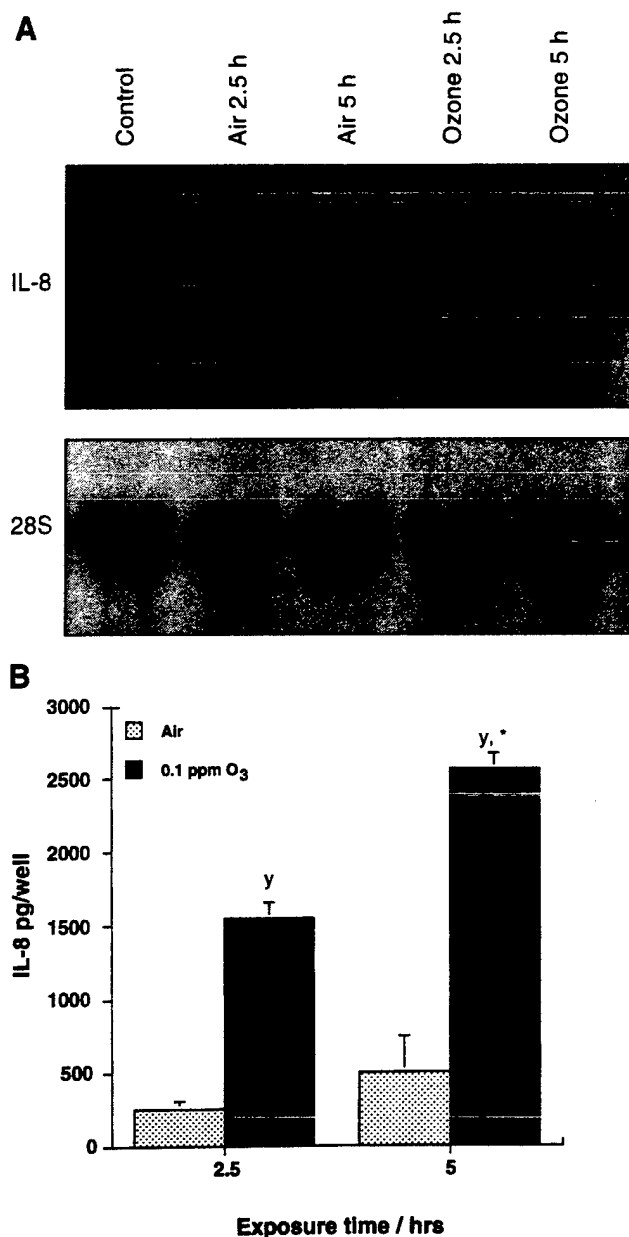 A
Control
Air 2.5 h
Air 5 h
Ozone 2.5 h
Ozone 5 h
IL-8
28S
B
3000
2500
2000
1500
1000
500
0
IL-8 pg/well
Air
0.1 ppm O3
y
y, *
2.5
5
Exposure time / hrs